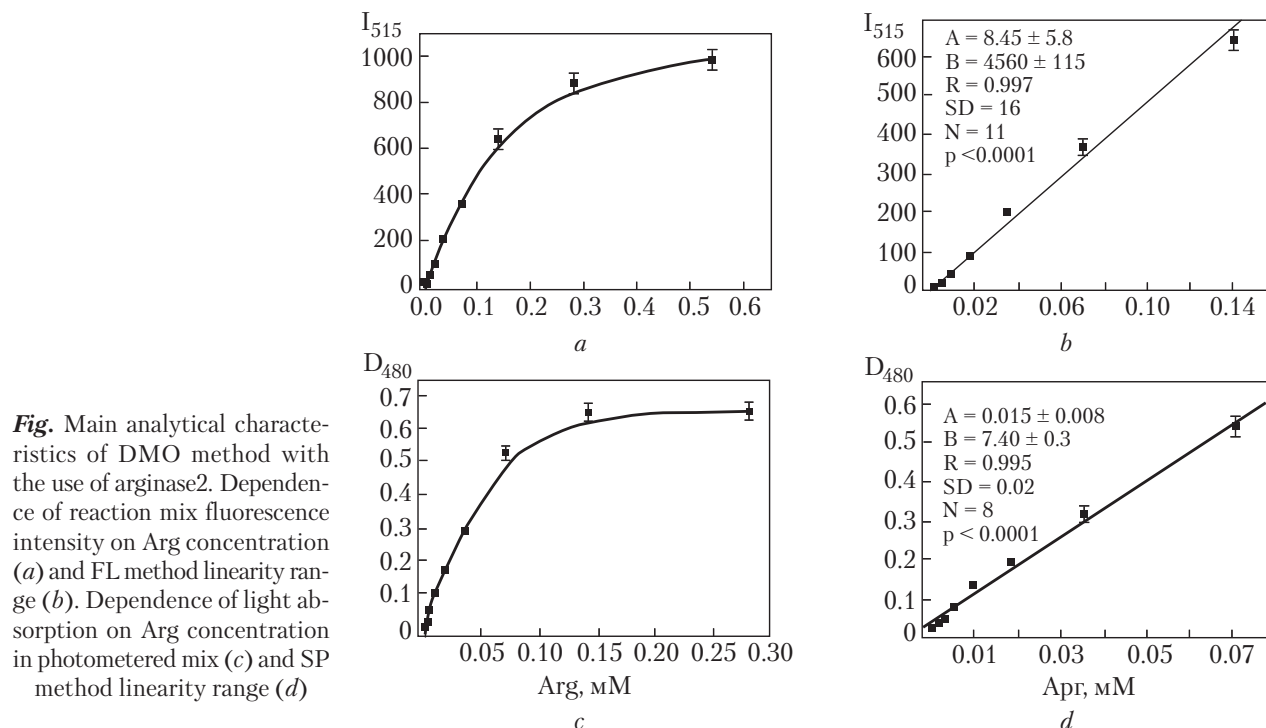 I515
1000
800
600
400
200
0
0.0 0.1 0.2 0.3 0.4 0.5 0.6
a
I515
600
500
400
300
200
100
0
A = 8.45 ± 5.8
B = 4560 ± 115
R = 0.997
SD = 16
N = 11
p <0.0001
0.02 0.06 0.10 0.14
b
Fig. Main analytical characte-
ristics of DMO method with
the use of arginase2. Dependen-
ce of reaction mix fluorescence
intensity on Arg concentration
(a) and FL method linearity ran-
ge (b). Dependence of light ab-
sorption on Arg concentration
in photometered mix (c) and SP
method linearity range (d)
D480
0.7
0.6
0.5
0.4
0.3
0.2
0.1
0
0.05 0.10 0.15 0.20 0.25 0.30
Arg, мМ
c
D480
0.6
0.5
0.4
0.3
0.2
0.1
0
A = 0.015 ± 0.008
B = 7.40 ± 0.3
R = 0.995
SD = 0.02
N = 8
p < 0.0001
0.01 0.03 0.05 0.07
Арг, мМ
d